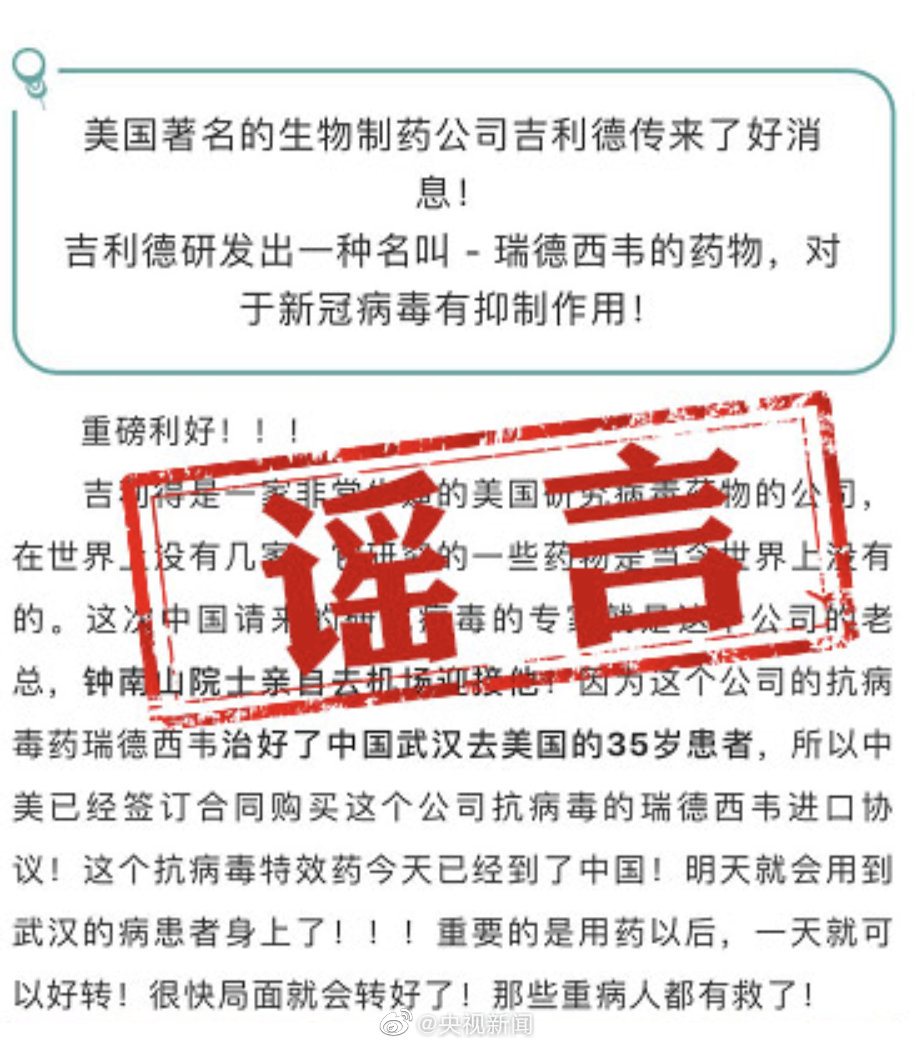 美国著名的生物制药公司吉利德传来了好消
息！
吉利德研发出一种名叫 - 瑞德西韦的药物，对
于新冠病毒有抑制作用！
重磅利好！！！
吉利得是一家非常牛逼的美国研究病毒药物的公司，
在世界上没有几家，它研究的一些药物是当今世界上没有
的。这次中国请来的研究病毒的专家就是这个公司的老
总，钟南山院士亲自去机场迎接他！因为这个公司的抗病
毒药瑞德西韦治好了中国武汉去美国的35岁患者，所以中
美已经签订合同购买这个公司抗病毒的瑞德西韦进口协
议！这个抗病毒特效药今天已经到了中国！明天就会用到
武汉的病患者身上了！！！重要的是用药以后，一天就可
以好转！很快局面就会转好了！那些重病人都有救了！
谣言
@央视新闻